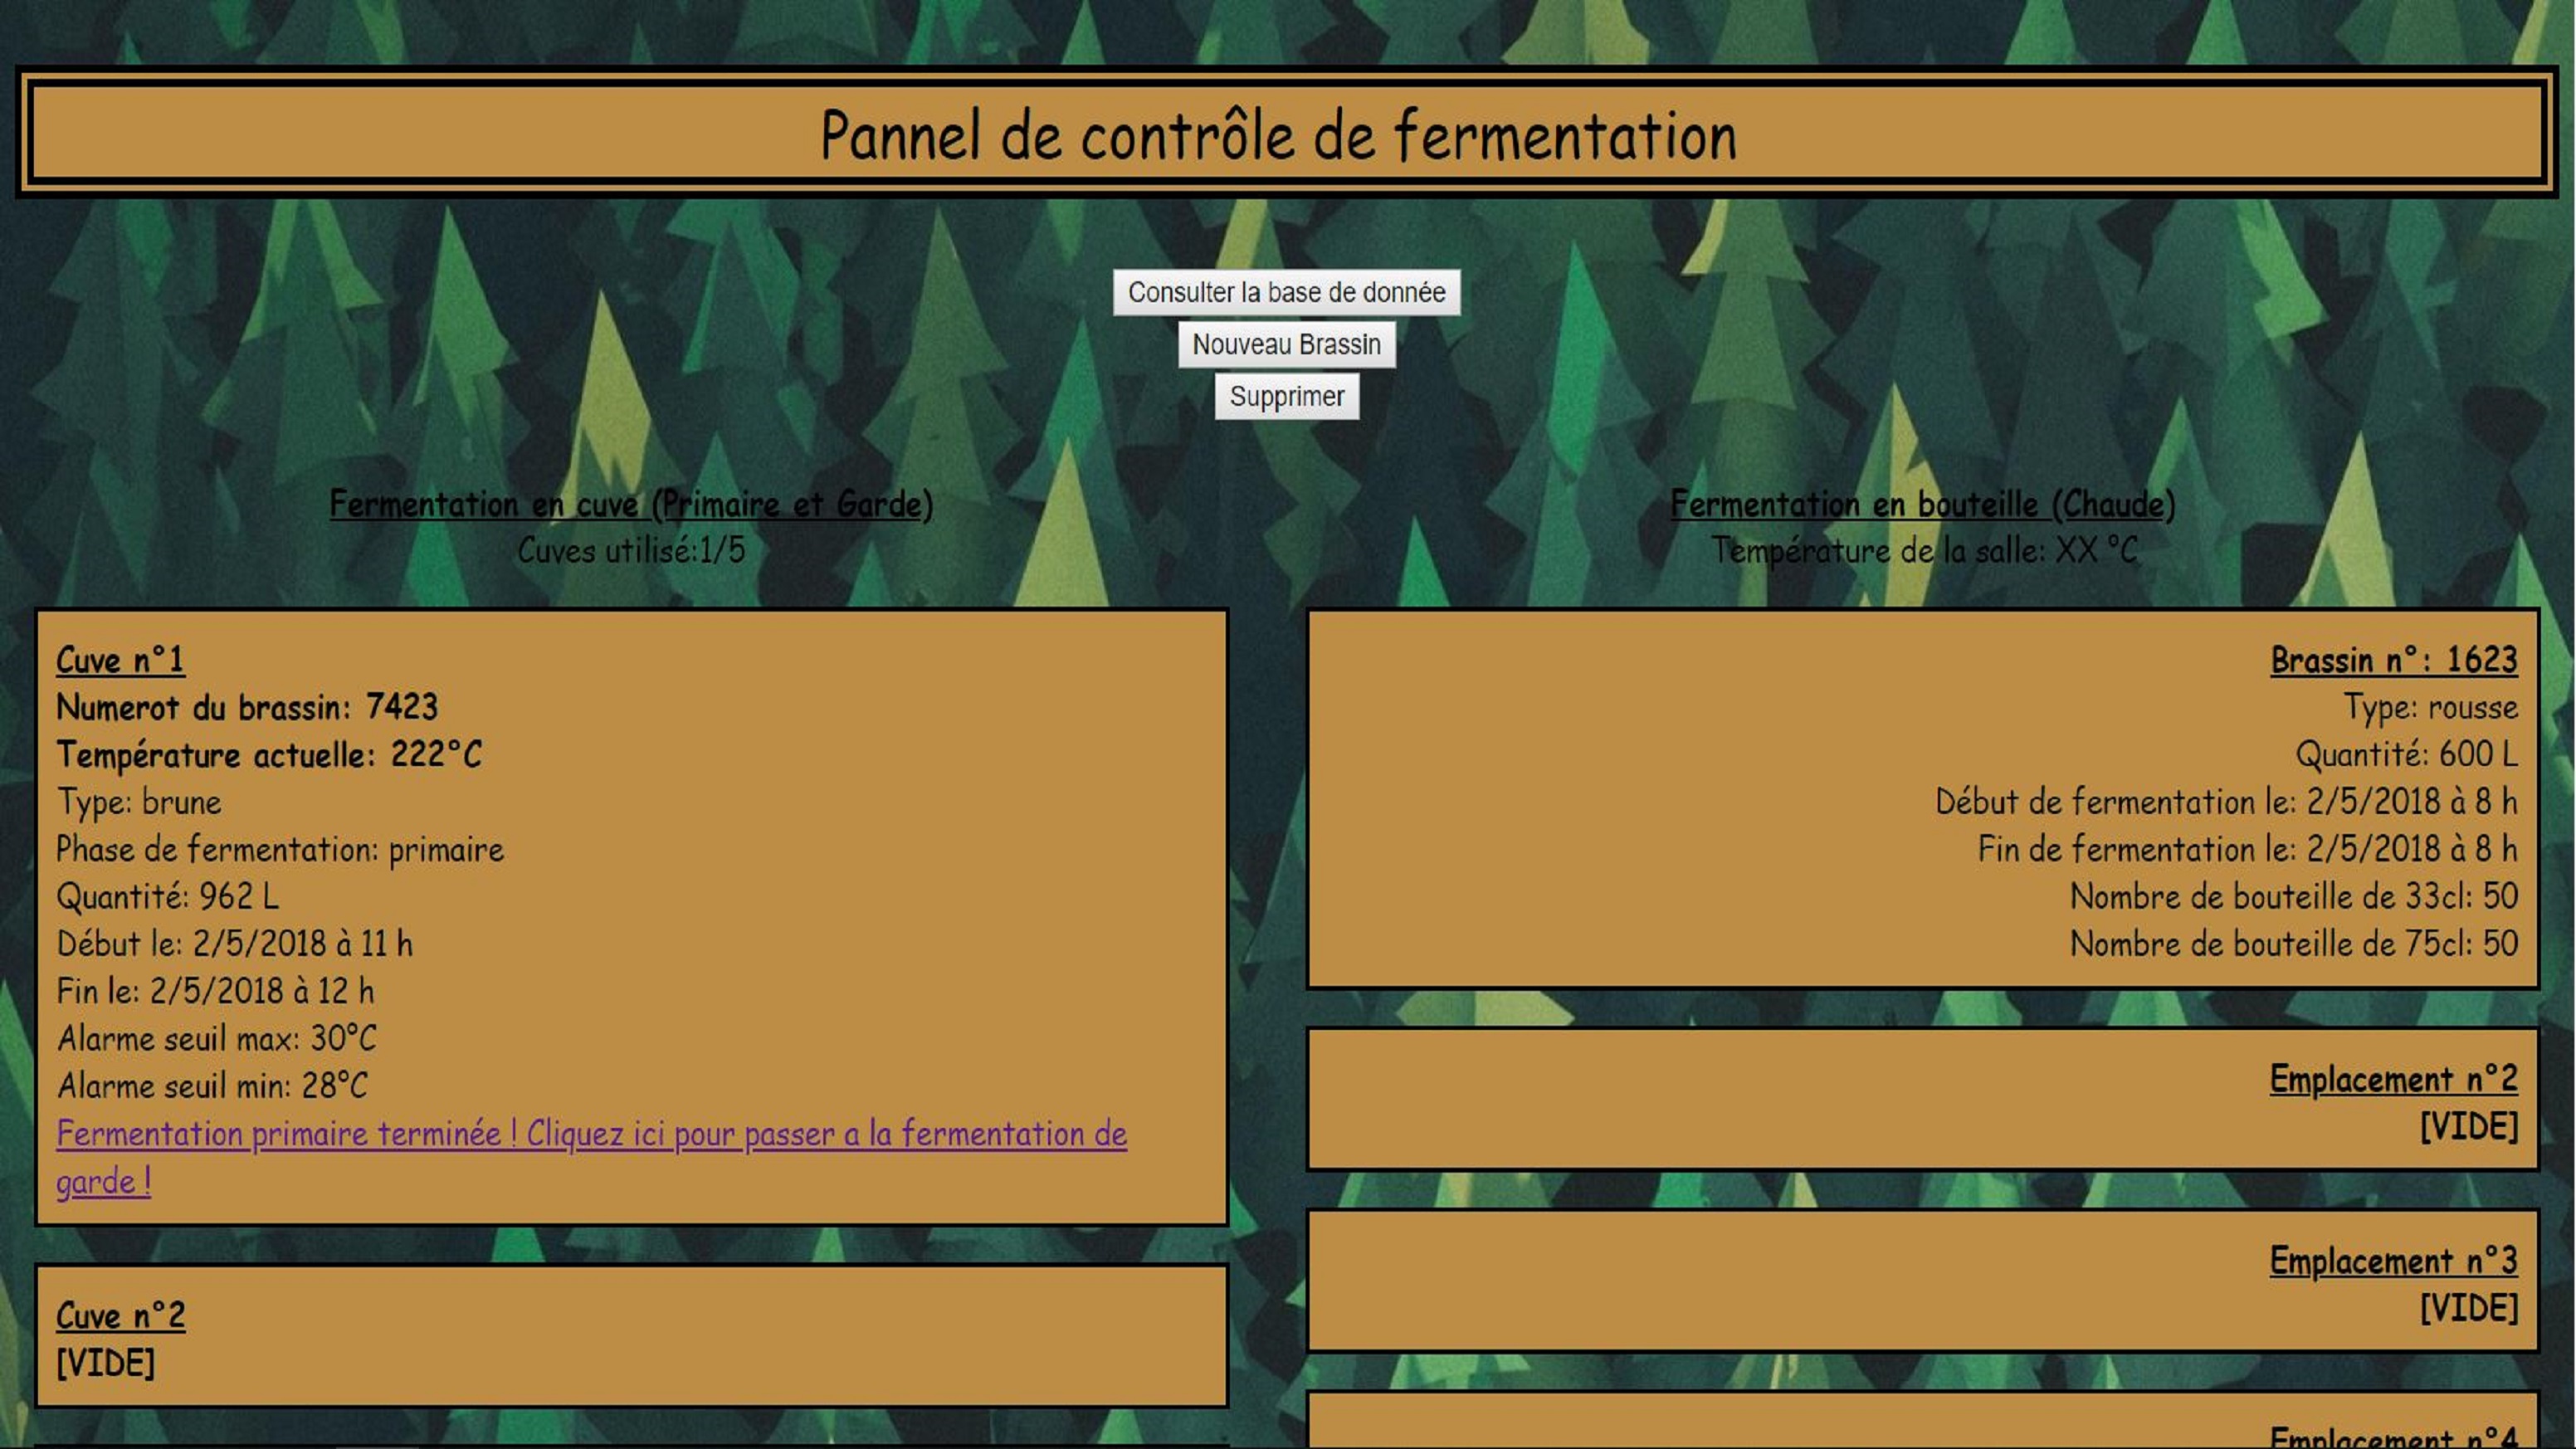 Pannel de contrôle de fermentation
Consulter la base de donnée
Nouveau Brassin
Supprimer
Fermentation en cuve (Primaire et Garde)
Cuves utilisé:1/5
Cuve n°1
Numerot du brassin: 7423
Température actuelle: 222°C
Type: brune
Phase de fermentation: primaire
Quantité: 962 L
Début le: 2/5/2018 à 11 h
Fin le: 2/5/2018 à 12 h
Alarme seuil max: 30°C
Alarme seuil min: 28°C
Fermentation primaire terminée ! Cliquez ici pour passer a la fermentation de
garde !
Cuve n°2
[VIDE]
Fermentation en bouteille (Chaude)
Température de la salle: XX °C
Brassin n°: 1623
Type: rousse
Quantité: 600 L
Début de fermentation le: 2/5/2018 à 8 h
Fin de fermentation le: 2/5/2018 à 8 h
Nombre de bouteille de 33cl: 50
Nombre de bouteille de 75cl: 50
Emplacement n°2
[VIDE]
Emplacement n°3
[VIDE]
Emplacement n°4